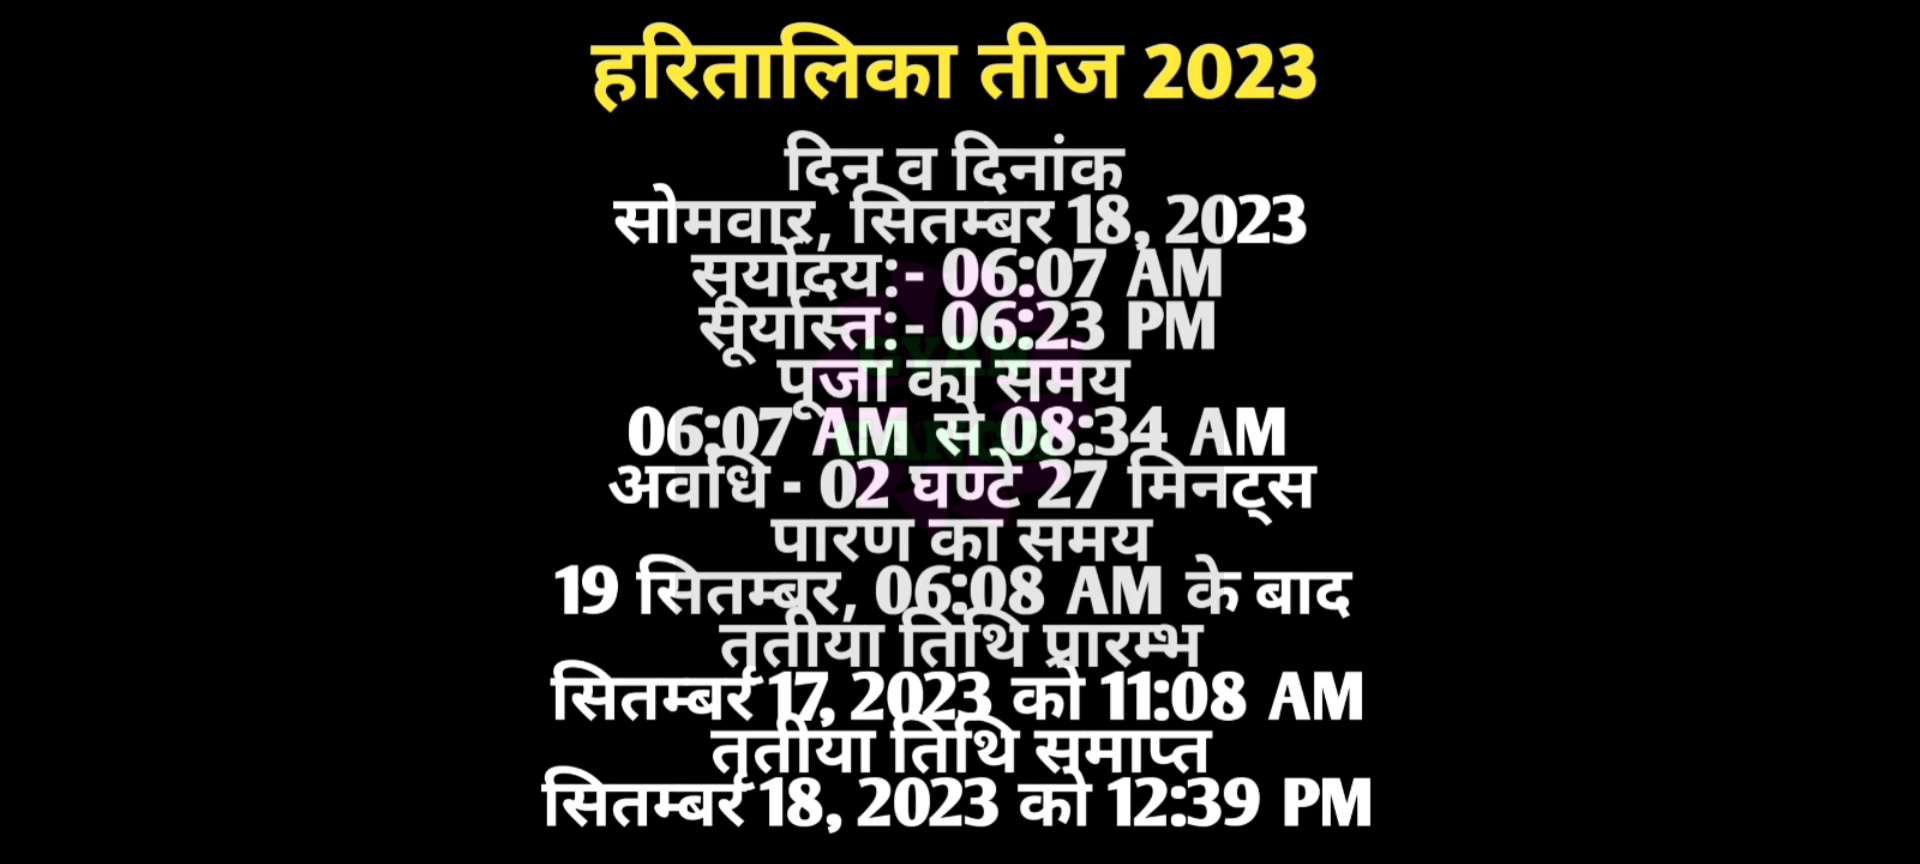 हरितालिका तीज 2023
दिन व दिनांक
सोमवार, सितम्बर 18, 2023
सूर्योदय:- 06:07 AM
सूर्यास्त:- 06:23 PM
पूजा का समय
06:07 AM से 08:34 AM
अवधि - 02 घण्टे 27 मिनट्स
पारण का समय
19 सितम्बर, 06:08 AM के बाद
तृतीया तिथि प्रारम्भ
सितम्बर 17, 2023 को 11:08 AM
तृतीया तिथि समाप्त
सितम्बर 18, 2023 को 12:39 PM